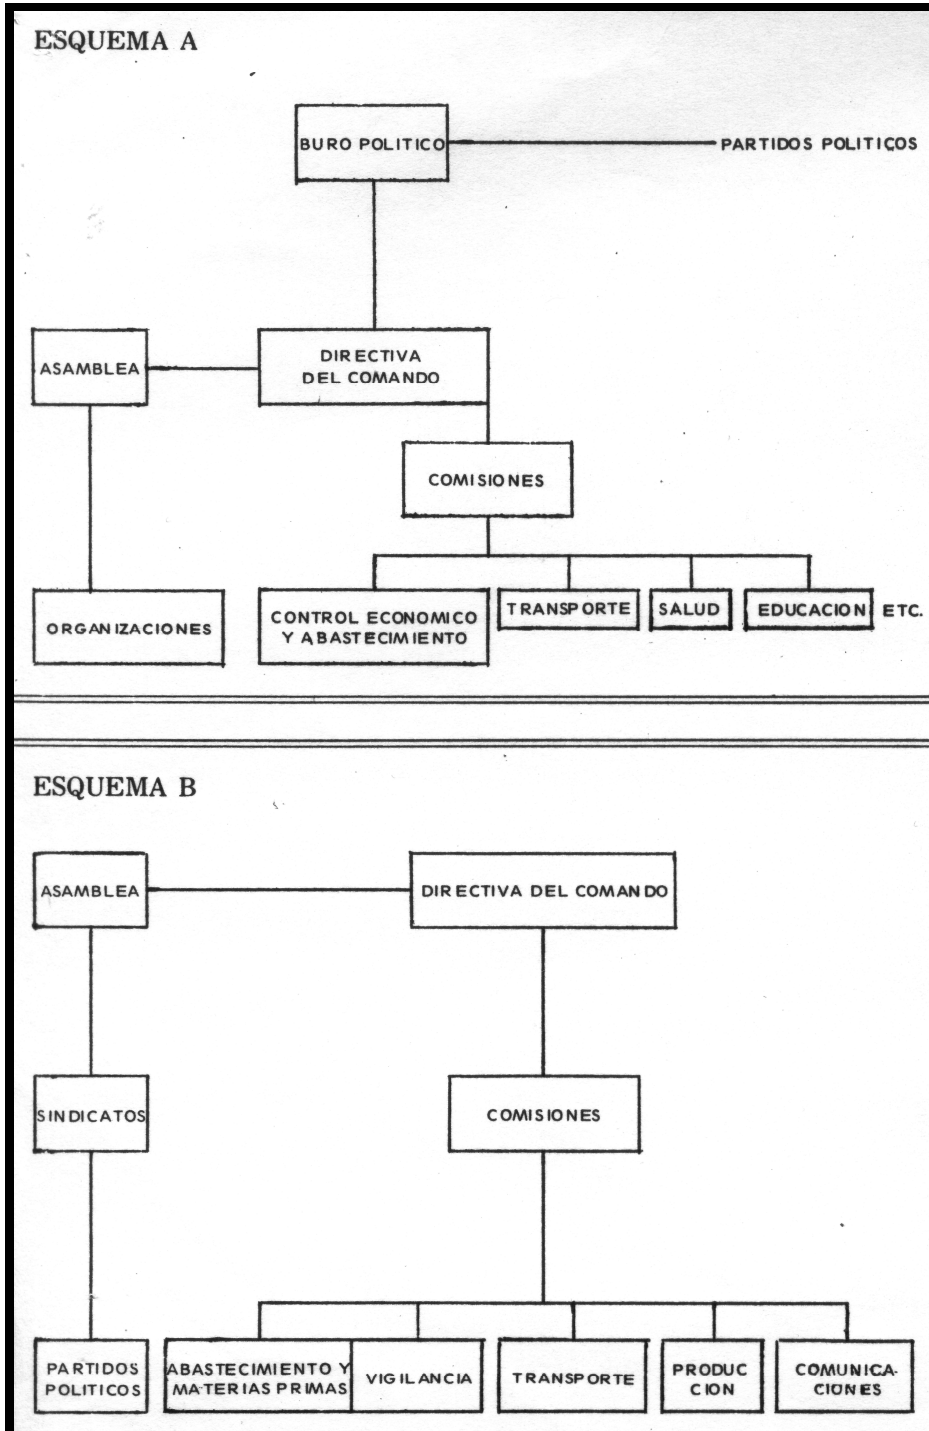 ESQUEMA A
BURO POLITICO
PARTIDOS POLITICOS
ASAMBLEA
DIRECTIVA
DEL COMANDO
COMISIONES
ORGANIZACIONES
CONTROL ECONOMICO
Y ABASTECIMIENTO
TRANSPORTE
SALUD
EDUCACION
ETC.
ESQUEMA B
ASAMBLEA
DIRECTIVA DEL COMANDO
SINDICATOS
COMISIONES
PARTIDOS
POLITICOS
ABASTECIMIENTO Y
MATERIAS PRIMAS
VIGILANCIA
TRANSPORTE
PRODUC
CION
COMUNICA-
CIONES